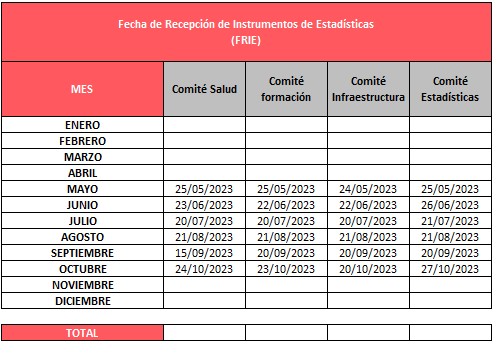 Fecha de Recepción de Instrumentos de Estadísticas
(FRIE)
MES Comité Salud Comité formación Comité Infraestructura Comité Estadísticas
ENERO
FEBRERO
MARZO
ABRIL
MAYO 25/05/2023 25/05/2023 24/05/2023 25/05/2023
JUNIO 23/06/2023 22/06/2023 22/06/2023 26/06/2023
JULIO 20/07/2023 20/07/2023 20/07/2023 21/07/2023
AGOSTO 21/08/2023 21/08/2023 21/08/2023 21/08/2023
SEPTIEMBRE 15/09/2023 20/09/2023 20/09/2023 20/09/2023
OCTUBRE 24/10/2023 23/10/2023 20/10/2023 27/10/2023
NOVIEMBRE
DICIEMBRE
TOTAL